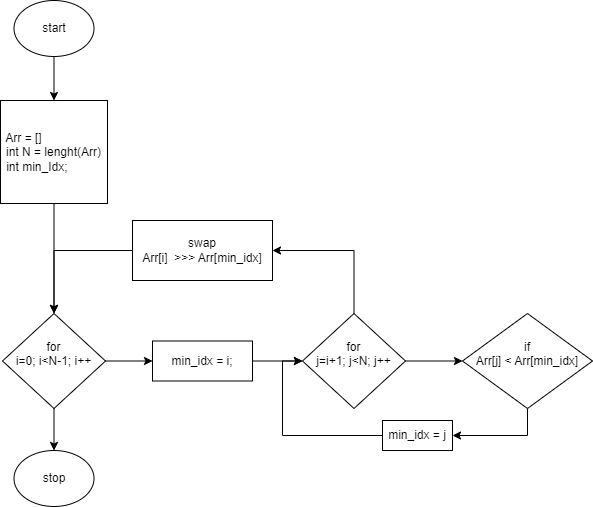 start
Arr = []
int N = lenght(Arr)
int min_Idx;
swap
Arr[i]  >>> Arr[min_idx]
for
i=0; i<N-1; i++
min_idx = i;
for
j=i+1; j<N; j++
if
Arr[j] < Arr[min_idx]
min_idx = j
stop